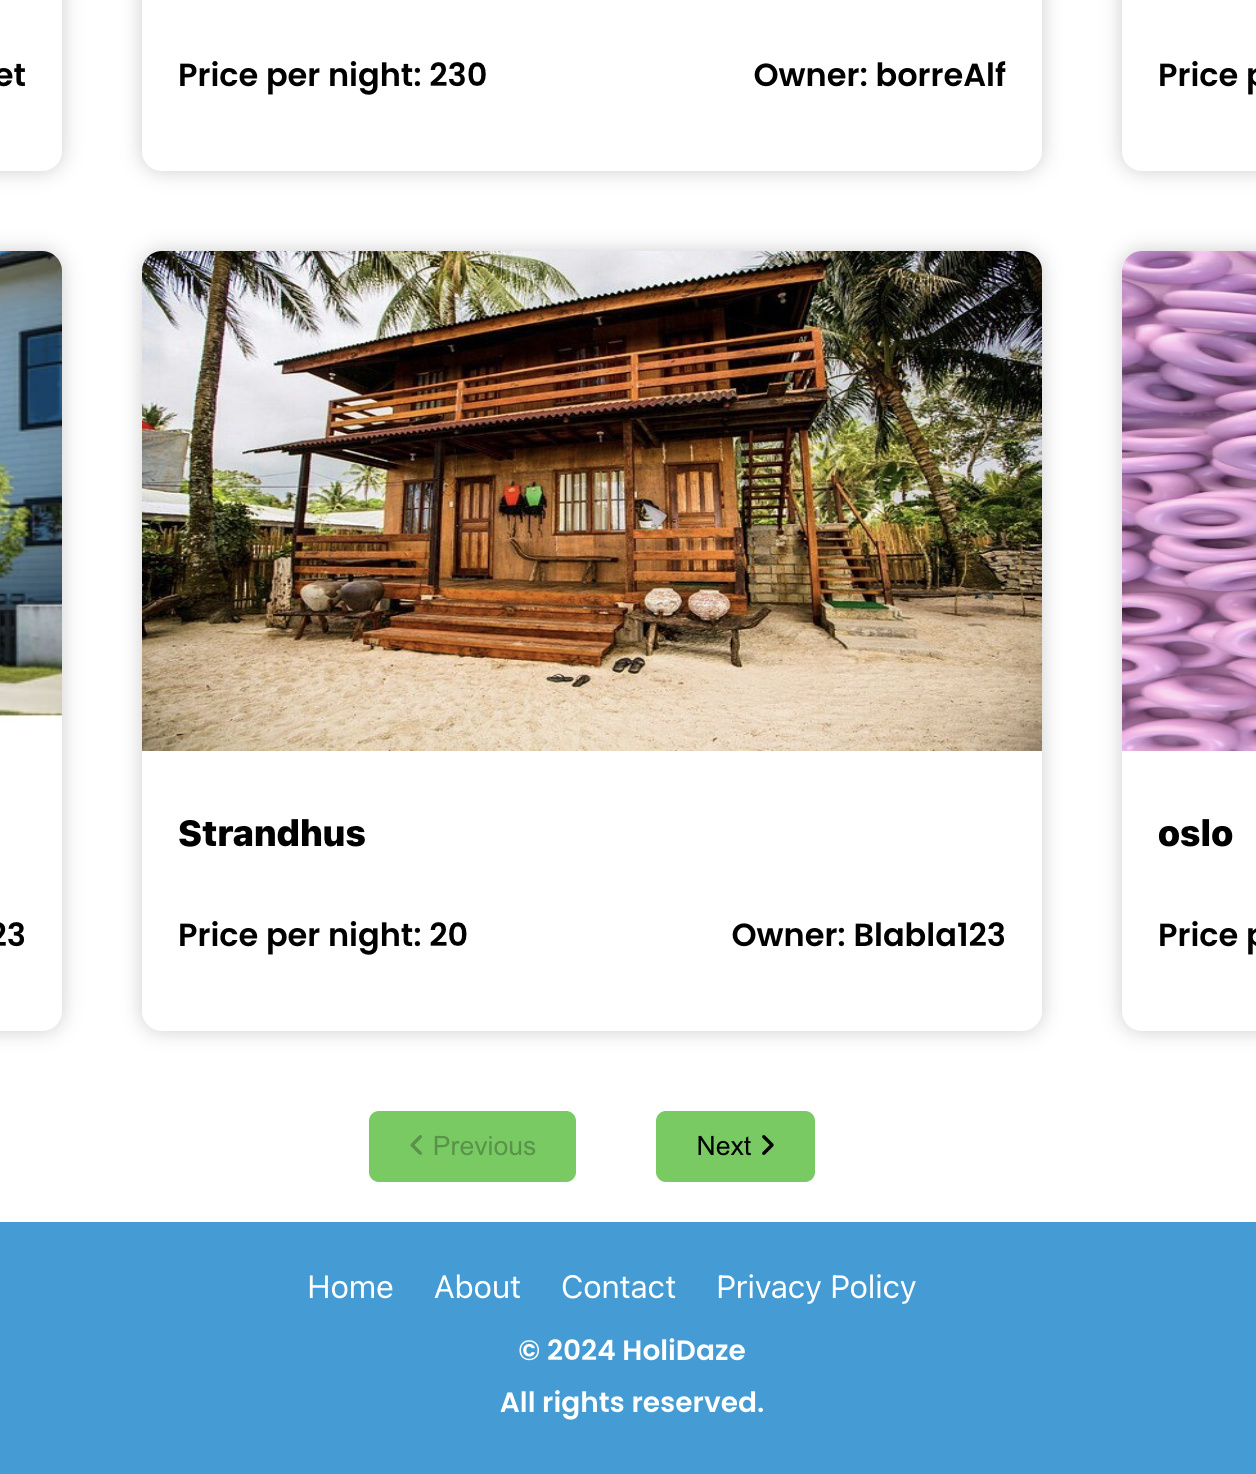 et
Price per night: 230 Owner: borreAlf Price p
Strandhus oslo
23 Price per night: 20 Owner: Blabla123 Price p
Previous Next
Home About Contact Privacy Policy
© 2024 HoliDaze
All rights reserved.